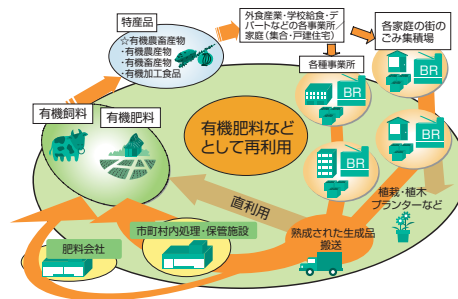 特産品
☆有機農畜産物
・有機農産物
・有機畜産物
・有機加工食品
外食産業・学校給食・デ
パートなどの各事業所／
家庭（集合・戸建住宅）
各家庭の街の
ごみ集積場
各種事業所
BR
BR
BR
BR
有機飼料
有機肥料
有機肥料など
として再利用
直利用
植栽・植木
プランターなど
市町村内処理・保管施設
肥料会社
熟成された生成品
搬送